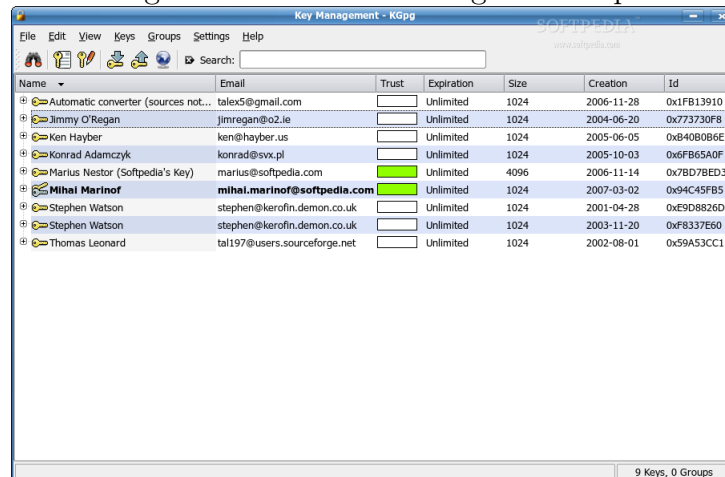 Key Management - KGpg
SOFTPEDIA
www.softpedia.com
File Edit View Keys Groups Settings Help
Search:
Name Email Trust Expiration Size Creation Id
Automatic converter (sources not... talex5@gmail.com Unlimited 1024 2006-11-28 0x1FB13910
Jimmy O'Regan jimregan@o2.ie Unlimited 1024 2004-06-20 0x773730F8
Ken Hayber ken@hayber.us Unlimited 1024 2005-06-05 0xB40B0B6E
Konrad Adamczyk konrad@svx.pl Unlimited 1024 2005-10-03 0x6FB65A0F
Marius Nestor (Softpedia's Key) marius@softpedia.com Unlimited 4096 2006-11-14 0x7BD7BED3
Mihai Marinof mihai.marinof@softpedia.com Unlimited 1024 2007-03-02 0x94C45FB5
Stephen Watson stephen@kerofin.demon.co.uk Unlimited 1024 2001-04-28 0xE9D8826D
Stephen Watson stephen@kerofin.demon.co.uk Unlimited 1024 2003-11-20 0xF8337E60
Thomas Leonard tal197@users.sourceforge.net Unlimited 1024 2002-08-01 0x59A53CC1
9 Keys, 0 Groups